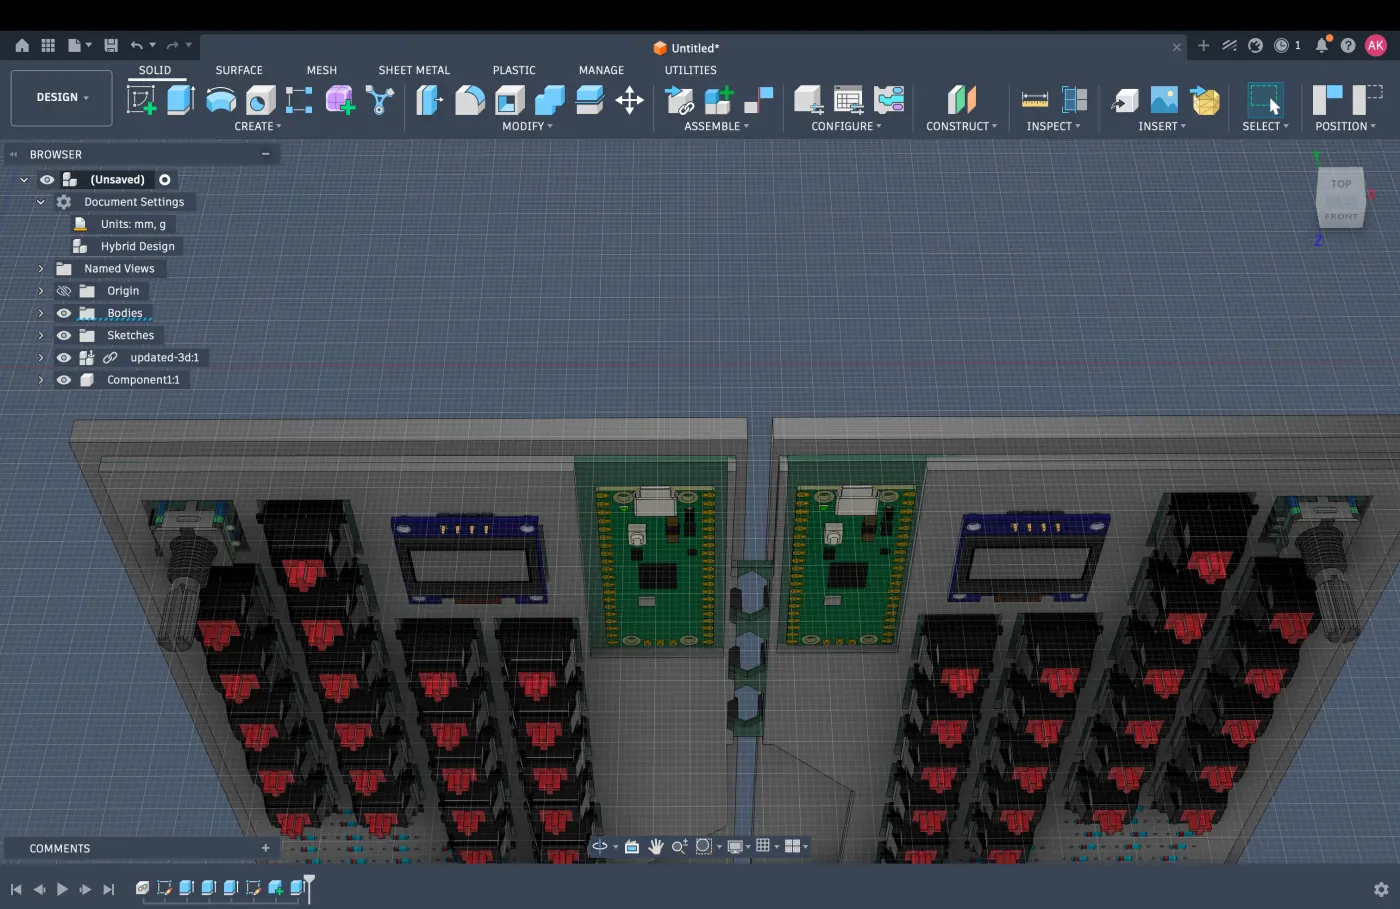 Untitled*
1
AK
DESIGN
SOLID
SURFACE
MESH
SHEET METAL
PLASTIC
MANAGE
UTILITIES
CREATE
MODIFY
ASSEMBLE
CONFIGURE
CONSTRUCT
INSPECT
INSERT
SELECT
POSITION
BROWSER
(Unsaved)
Document Settings
Units: mm, g
Hybrid Design
Named Views
Origin
Bodies
Sketches
updated-3d:1
Component1:1
Y
TOP
X
FRONT
Z
COMMENTS